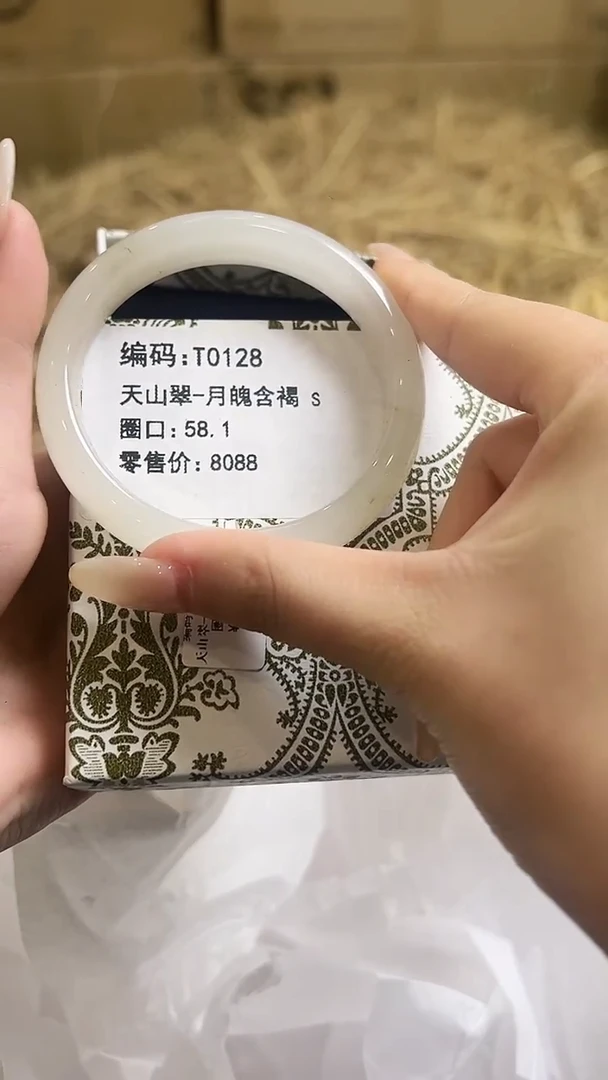 编码:T0128
天山翠-月魄含褐 S
圈口: 58.1
零售价: 8088